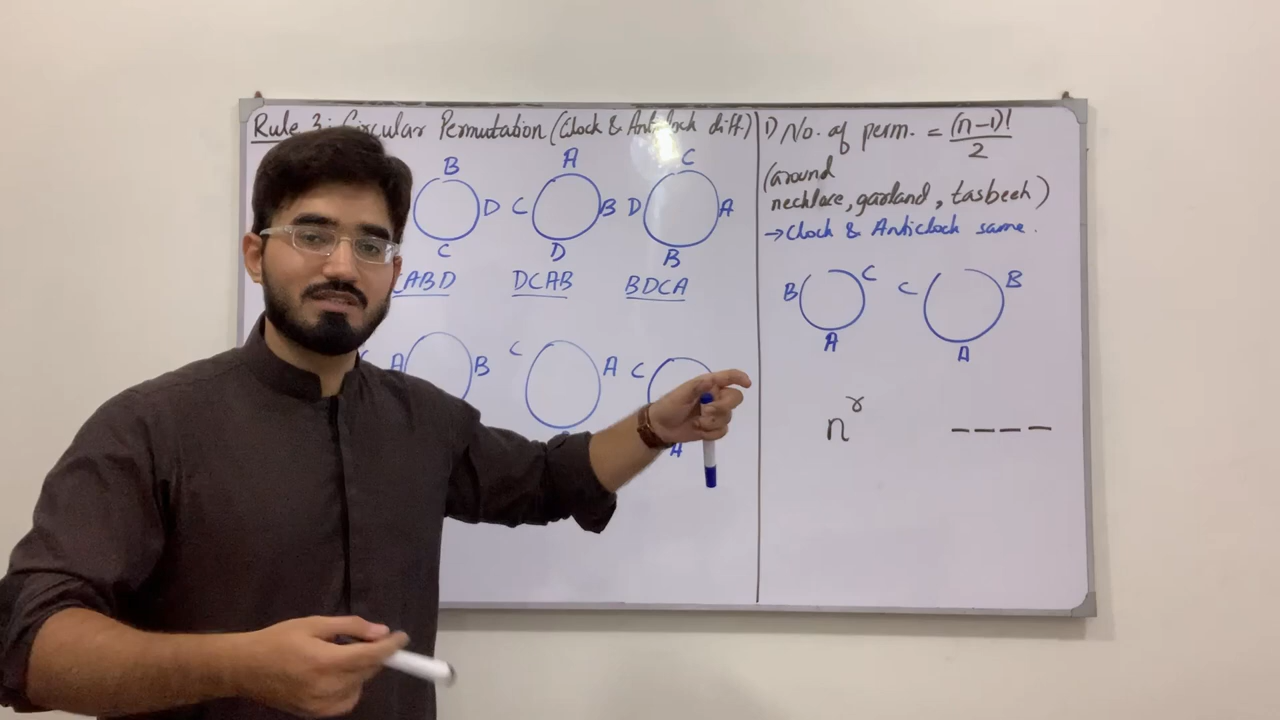 Rule 3: Circular Permutation (Clock & Anticlock diff.)
B
D
C
A
C
B
D
C
D
A
B
CABD
DCAB
BDCA
A
B
C
A
C
A
1) No. of perm. = (n-1)!/2
(around
necklace, garland, tasbeeh)
→ Clock & Anticlock same.
B
C
A
C
B
A
n^r
_ _ _ _